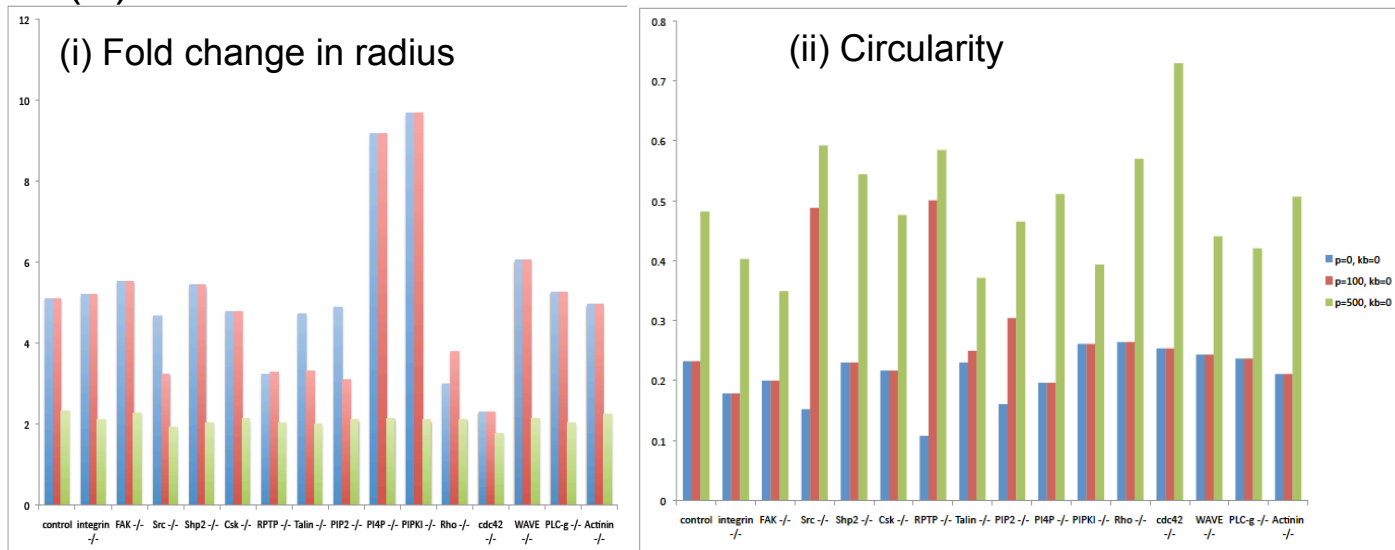 (i) Fold change in radius
12
10
8
6
4
2
0
control integrin -/- FAK -/- Src -/- Shp2 -/- Csk -/- RPTP -/- Talin -/- PIP2 -/- PI4P -/- PIPKI -/- Rho -/- cdc42 -/- WAVE -/- PLC-g -/- Actinin -/-
(ii) Circularity
0.8
0.7
0.6
0.5
0.4
0.3
0.2
0.1
0
control integrin -/- FAK -/- Src -/- Shp2 -/- Csk -/- RPTP -/- Talin -/- PIP2 -/- PI4P -/- PIPKI -/- Rho -/- cdc42 -/- WAVE -/- PLC-g -/- Actinin -/-
p=0, kb=0
p=100, kb=0
p=500, kb=0